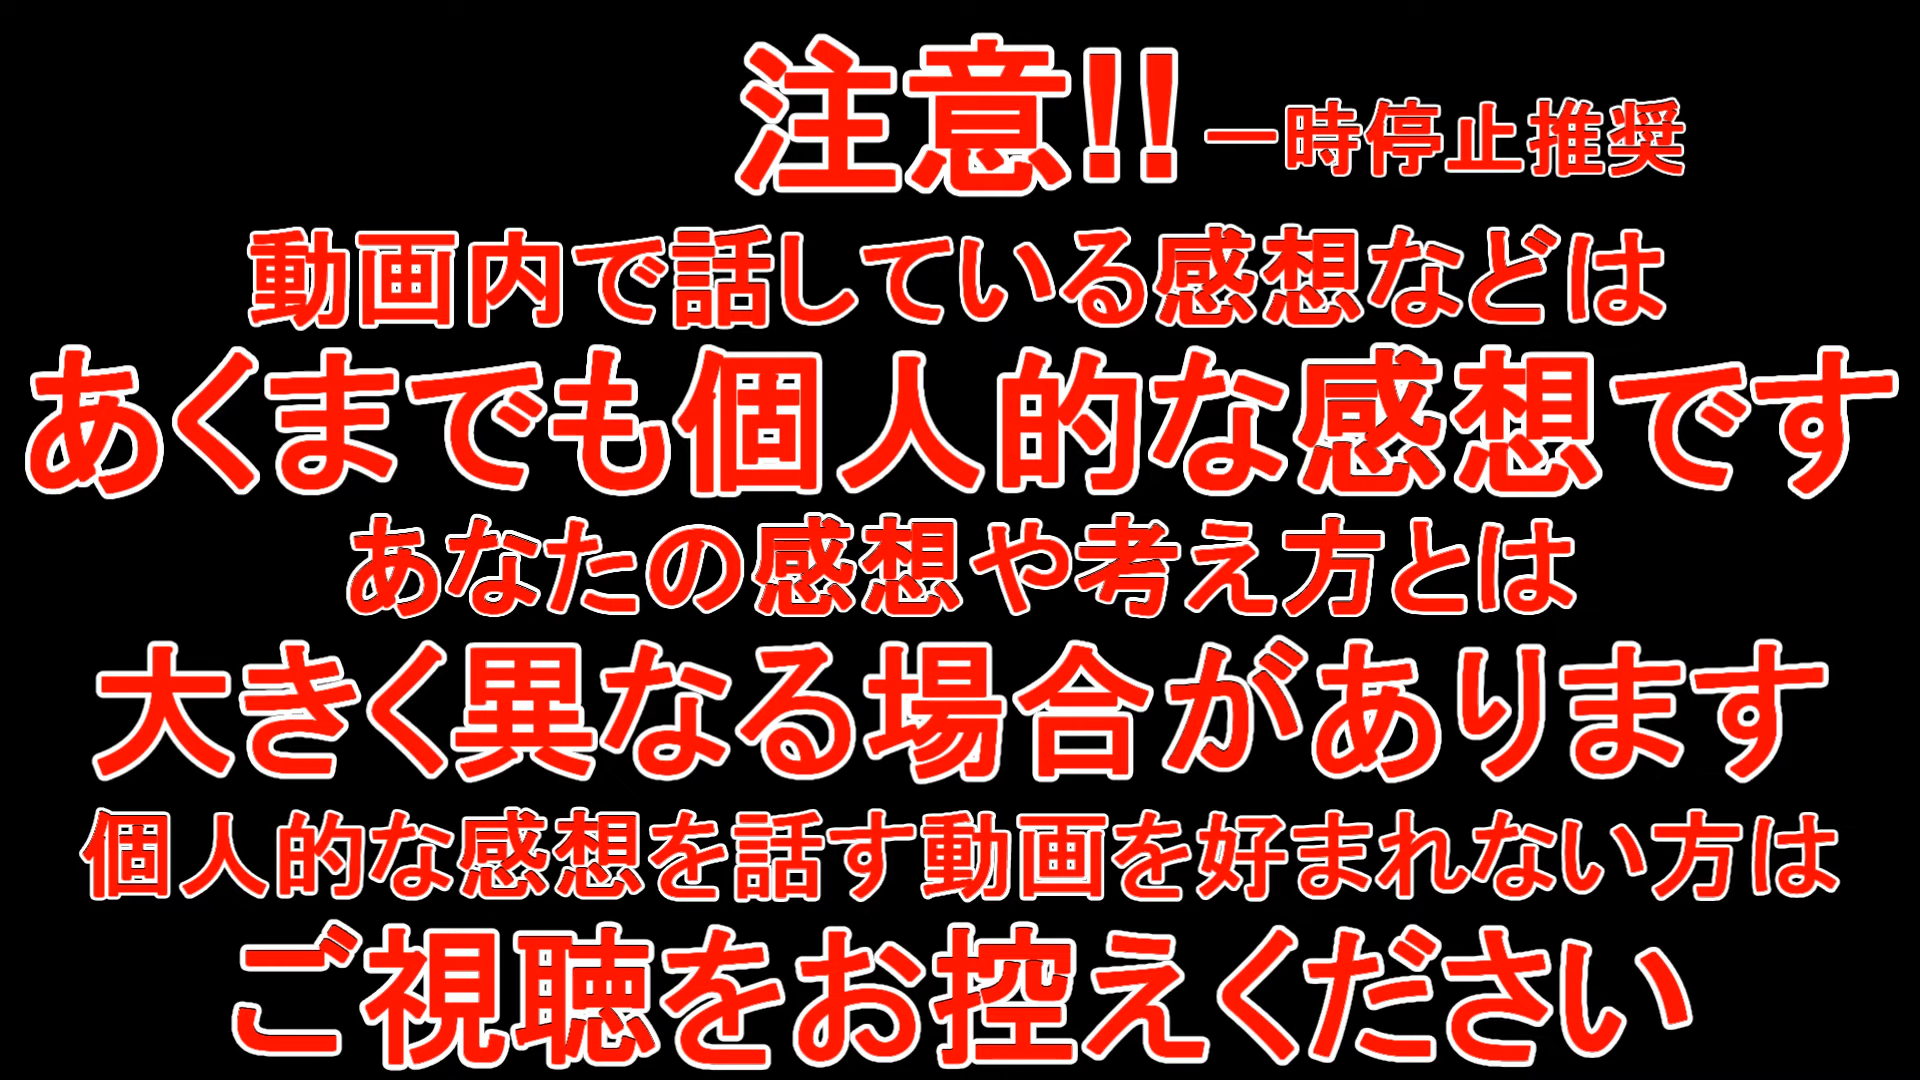 注意!! 一時停止推奨
動画内で話している感想などは
あくまでも個人的な感想です
あなたの感想や考え方とは
大きく異なる場合があります
個人的な感想を話す動画を好まれない方は
ご視聴をお控えください